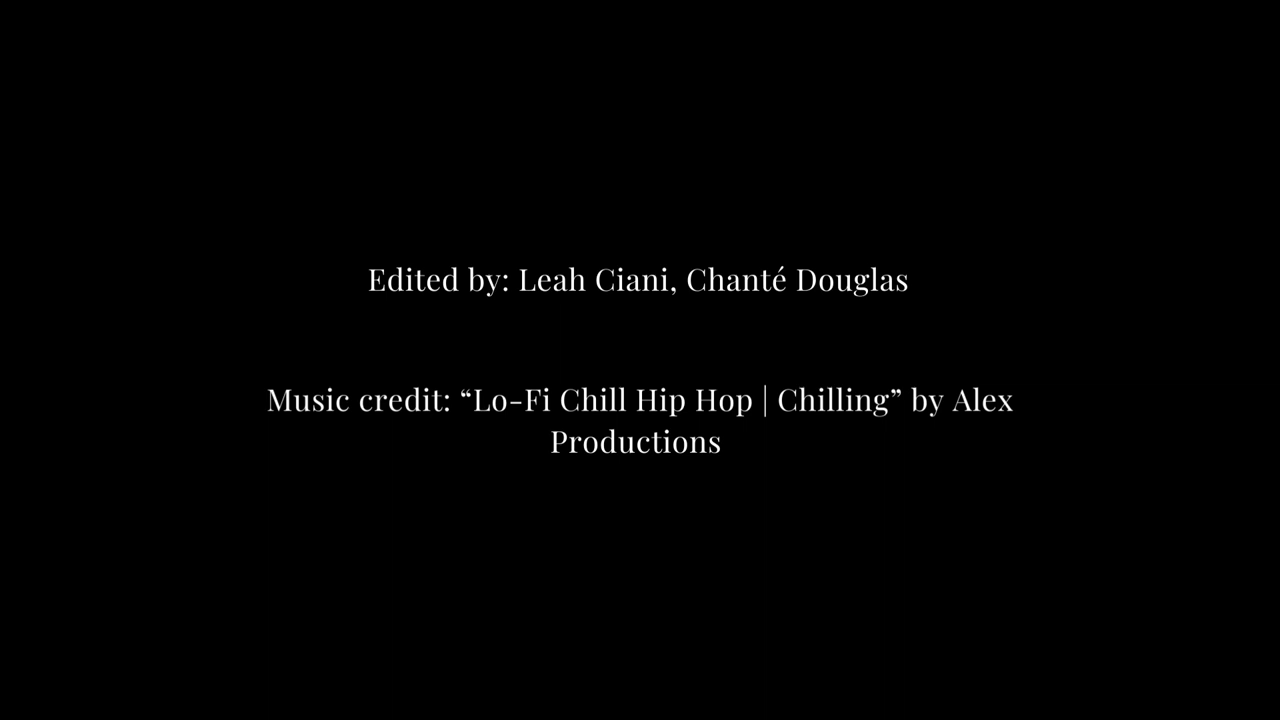 Edited by: Leah Ciani, Chanté Douglas
Music credit: “Lo-Fi Chill Hip Hop | Chilling” by Alex
Productions